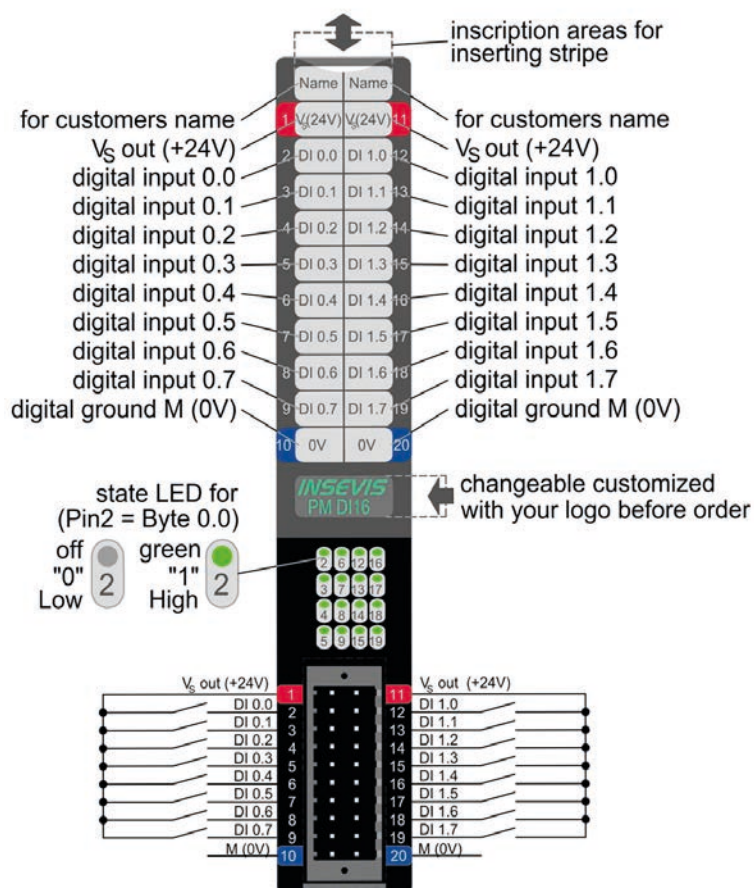 inscription areas for
inserting stripe
Name Name
for customers name for customers name
1 Vs(24V) Vs(24V) 11
VS out (+24V) VS out (+24V)
2 DI 0.0 DI 1.0 12
digital input 0.0 digital input 1.0
3 DI 0.1 DI 1.1 13
digital input 0.1 digital input 1.1
4 DI 0.2 DI 1.2 14
digital input 0.2 digital input 1.2
5 DI 0.3 DI 1.3 15
digital input 0.3 digital input 1.3
6 DI 0.4 DI 1.4 16
digital input 0.4 digital input 1.4
7 DI 0.5 DI 1.5 17
digital input 0.5 digital input 1.5
8 DI 0.6 DI 1.6 18
digital input 0.6 digital input 1.6
9 DI 0.7 DI 1.7 19
digital input 0.7 digital input 1.7
digital ground M (0V) digital ground M (0V)
10 0V 0V 20
INSEVIS
PM DI16
changeable customized
with your logo before order
state LED for
(Pin2 = Byte 0.0)
off green
"0" 2 "1" 2
Low High
2 6 12 16
3 7 13 17
4 8 14 18
5 9 15 19
VS out (+24V) 1 11 VS out (+24V)
DI 0.0 2 12 DI 1.0
DI 0.1 3 13 DI 1.1
DI 0.2 4 14 DI 1.2
DI 0.3 5 15 DI 1.3
DI 0.4 6 16 DI 1.4
DI 0.5 7 17 DI 1.5
DI 0.6 8 18 DI 1.6
DI 0.7 9 19 DI 1.7
M (0V) 10 20 M (0V)